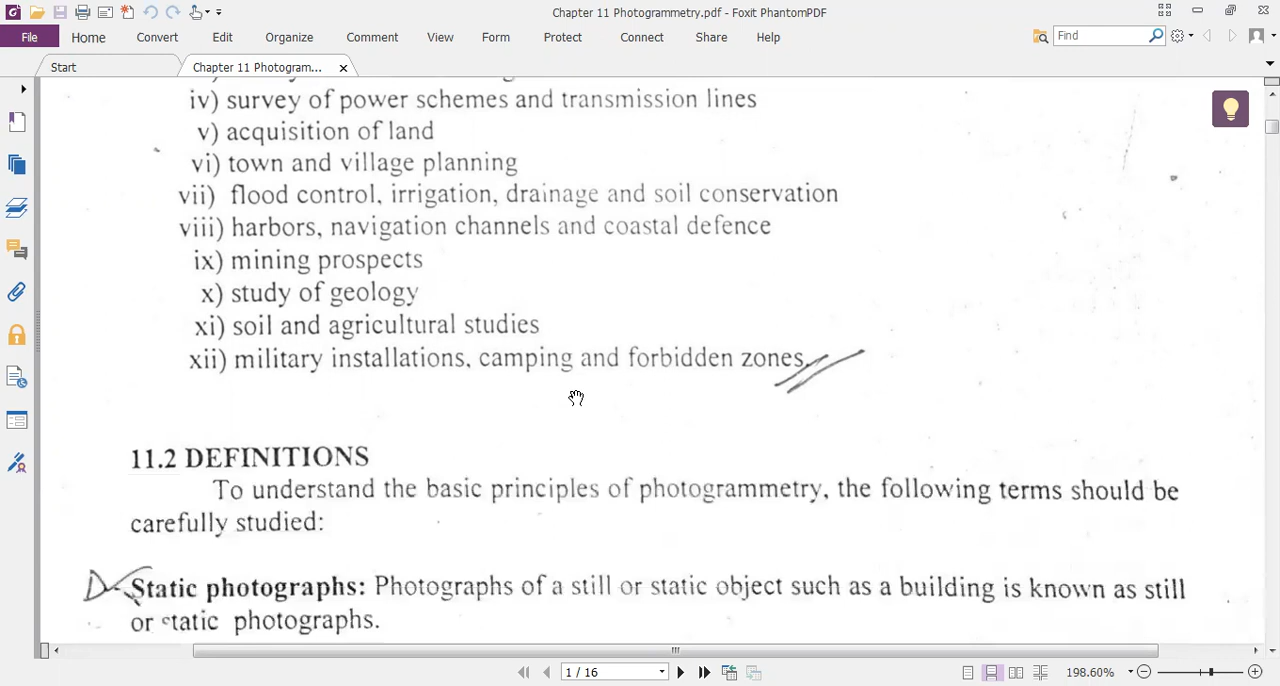 Chapter 11 Photogrammetry.pdf - Foxit PhantomPDF
File Home Convert Edit Organize Comment View Form Protect Connect Share Help
Find
Start
Chapter 11 Photogram...
iv) survey of power schemes and transmission lines
v) acquisition of land
vi) town and village planning
vii) flood control, irrigation, drainage and soil conservation
viii) harbors, navigation channels and coastal defence
ix) mining prospects
x) study of geology
xi) soil and agricultural studies
xii) military installations, camping and forbidden zones.
11.2 DEFINITIONS
To understand the basic principles of photogrammetry, the following terms should be
carefully studied:
Static photographs: Photographs of a still or static object such as a building is known as still
or static photographs.
1 / 16
198.60%